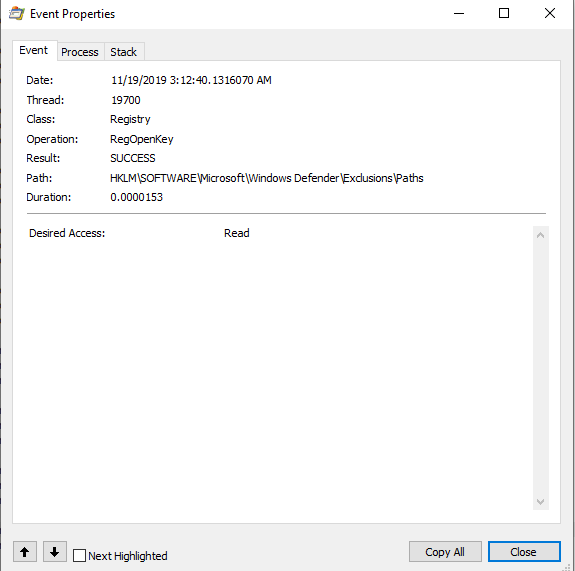 Event Properties
Event Process Stack
Date: 11/19/2019 3:12:40.1316070 AM
Thread: 19700
Class: Registry
Operation: RegOpenKey
Result: SUCCESS
Path: HKLM\SOFTWARE\Microsoft\Windows Defender\Exclusions\Paths
Duration: 0.0000153
Desired Access: Read
Next Highlighted Copy All Close